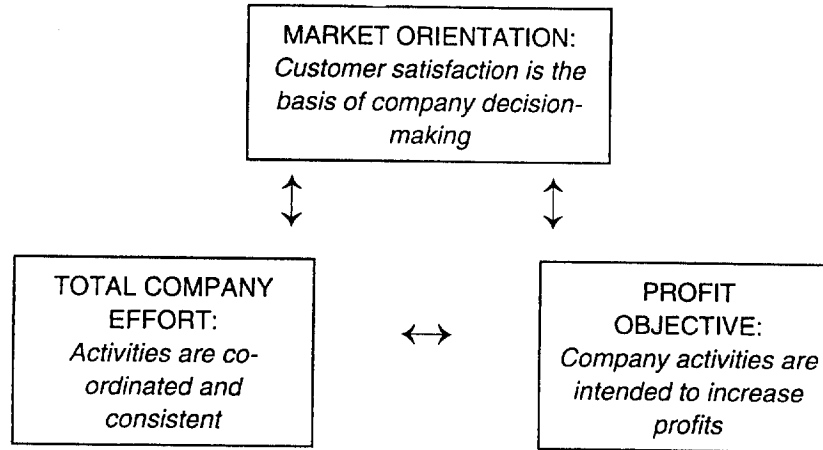 MARKET ORIENTATION:
Customer satisfaction is the
basis of company decision-
making
TOTAL COMPANY
EFFORT:
Activities are co-
ordinated and
consistent
PROFIT
OBJECTIVE:
Company activities are
intended to increase
profits